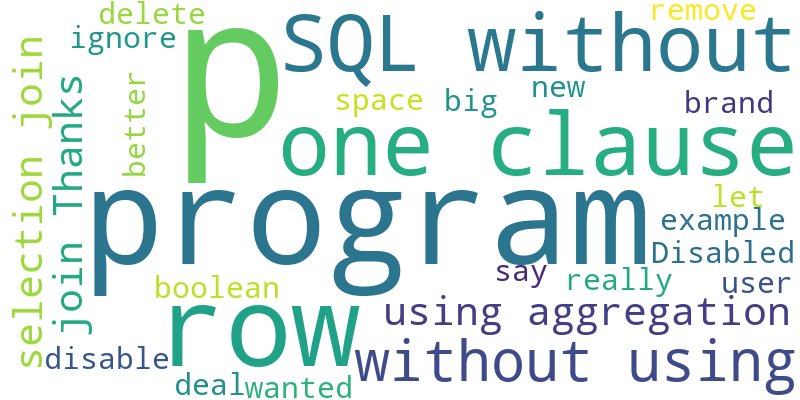 delete
remove
ignore
p
SQL without
space
big
new
brand
better
one clause
selection join
join Thanks
program
let
example
Disabled
say
really
user
boolean
row
using aggregation
disable
without using
deal
wanted